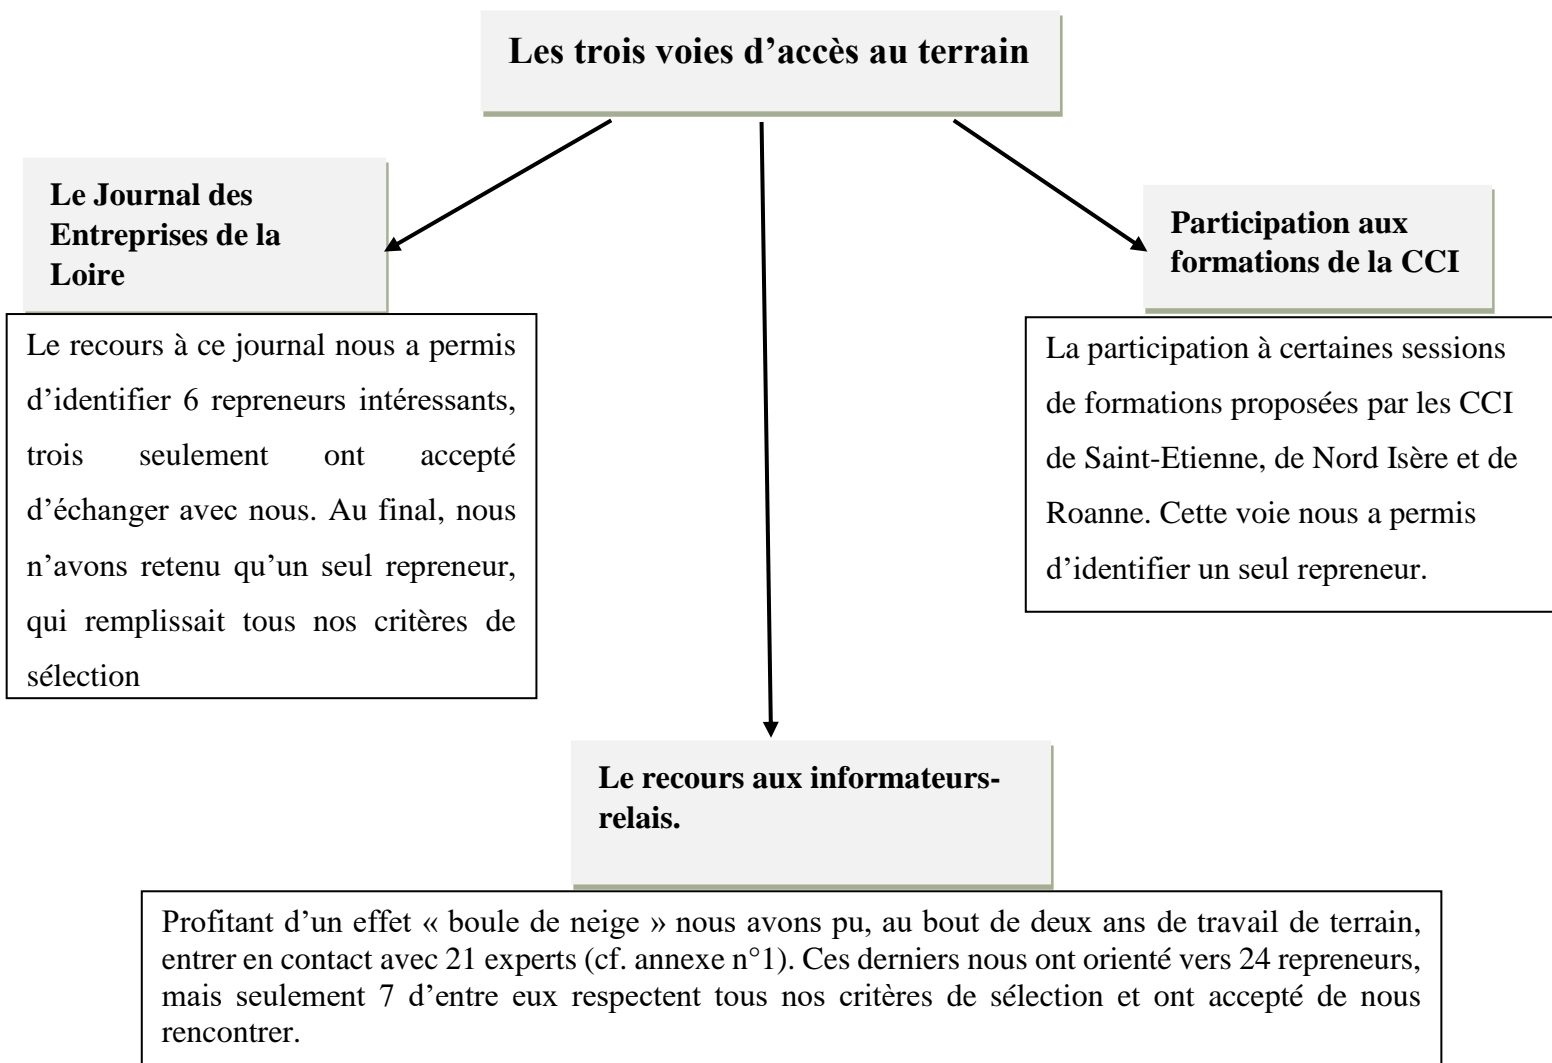 Les trois voies d’accès au terrain
Le Journal des
Entreprises de la
Loire
Le recours à ce journal nous a permis
d’identifier 6 repreneurs intéressants,
trois seulement ont accepté
d’échanger avec nous. Au final, nous
n’avons retenu qu’un seul repreneur,
qui remplissait tous nos critères de
sélection
Participation aux
formations de la CCI
La participation à certaines sessions
de formations proposées par les CCI
de Saint-Etienne, de Nord Isère et de
Roanne. Cette voie nous a permis
d’identifier un seul repreneur.
Le recours aux informateurs-
relais.
Profitant d’un effet « boule de neige » nous avons pu, au bout de deux ans de travail de terrain,
entrer en contact avec 21 experts (cf. annexe n°1). Ces derniers nous ont orienté vers 24 repreneurs,
mais seulement 7 d’entre eux respectent tous nos critères de sélection et ont accepté de nous
rencontrer.